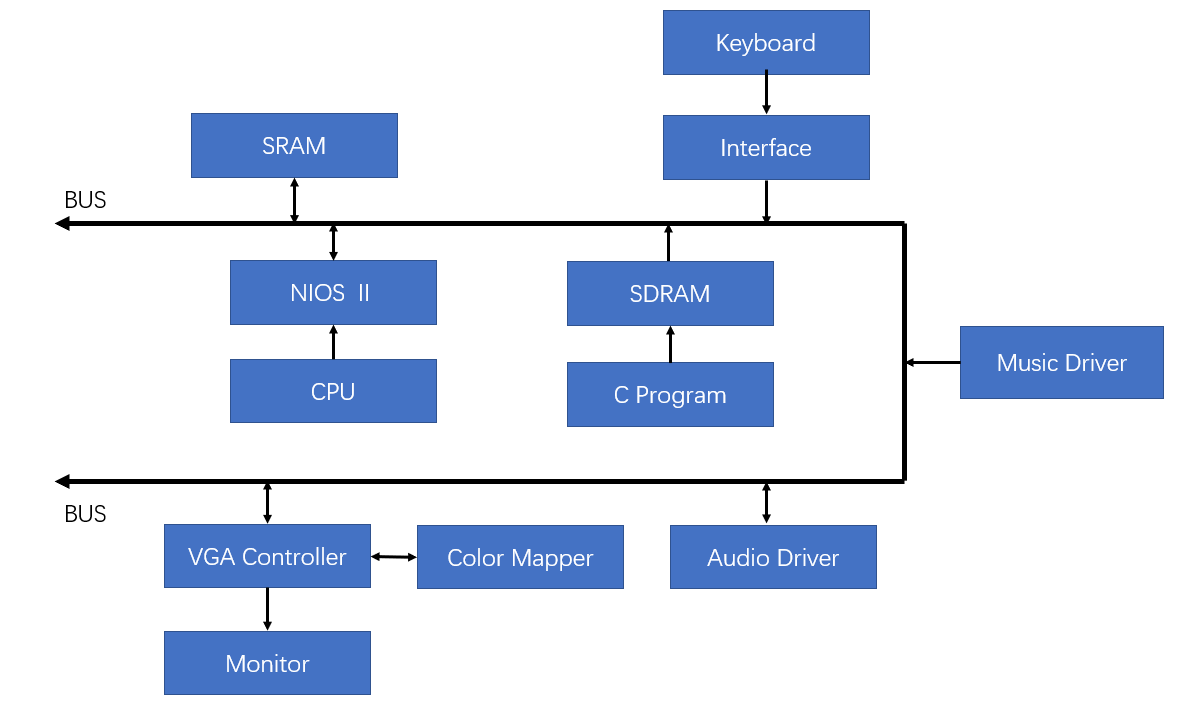 Keyboard
SRAM
Interface
BUS
NIOS  II
SDRAM
Music Driver
CPU
C Program
BUS
VGA Controller
Color Mapper
Audio Driver
Monitor